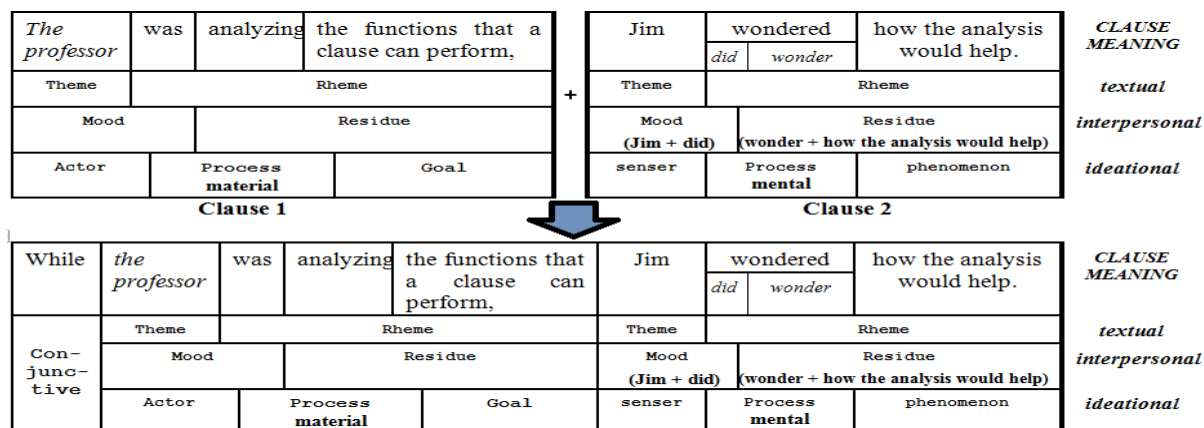 The professor was analyzing the functions that a clause can perform, Jim wondered how the analysis would help. CLAUSE MEANING
did wonder
Theme Rheme + Theme Rheme textual
Mood Residue Mood Residue interpersonal
(Jim + did) (wonder + how the analysis would help)
Actor Process Goal senser Process phenomenon ideational
material mental
Clause 1 Clause 2
While the professor was analyzing the functions that a clause can perform, Jim wondered how the analysis would help. CLAUSE MEANING
did wonder
Con-junc-tive
Theme Rheme Theme Rheme textual
Mood Residue Mood Residue interpersonal
(Jim + did) (wonder + how the analysis would help)
Actor Process Goal senser Process phenomenon ideational
material mental